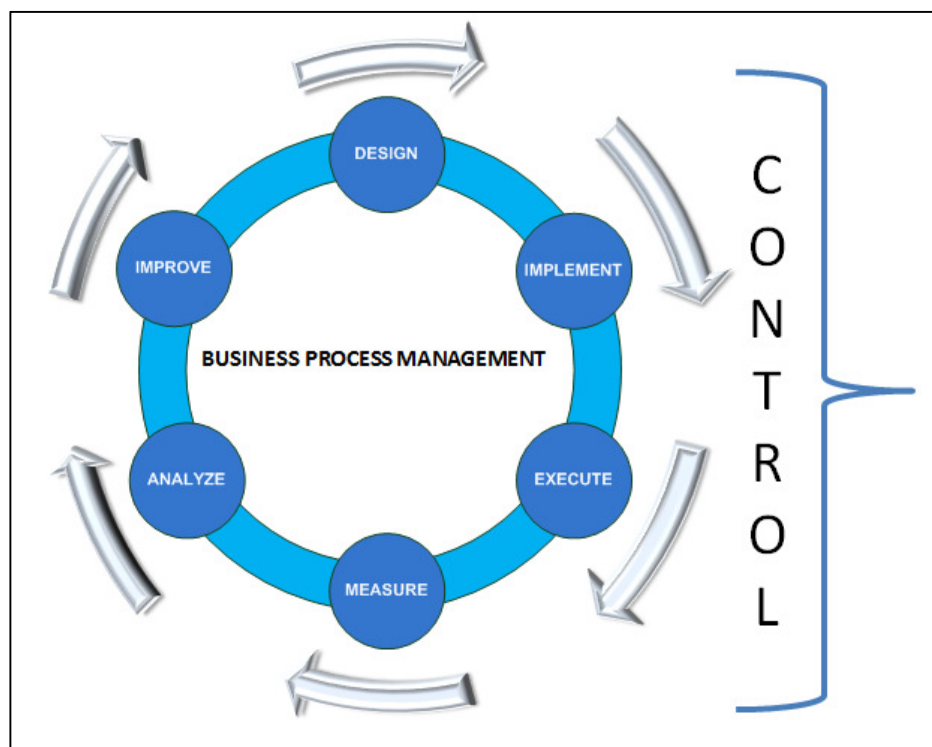 DESIGN
IMPLEMENT
EXECUTE
MEASURE
ANALYZE
IMPROVE
BUSINESS PROCESS MANAGEMENT
C
O
N
T
R
O
L